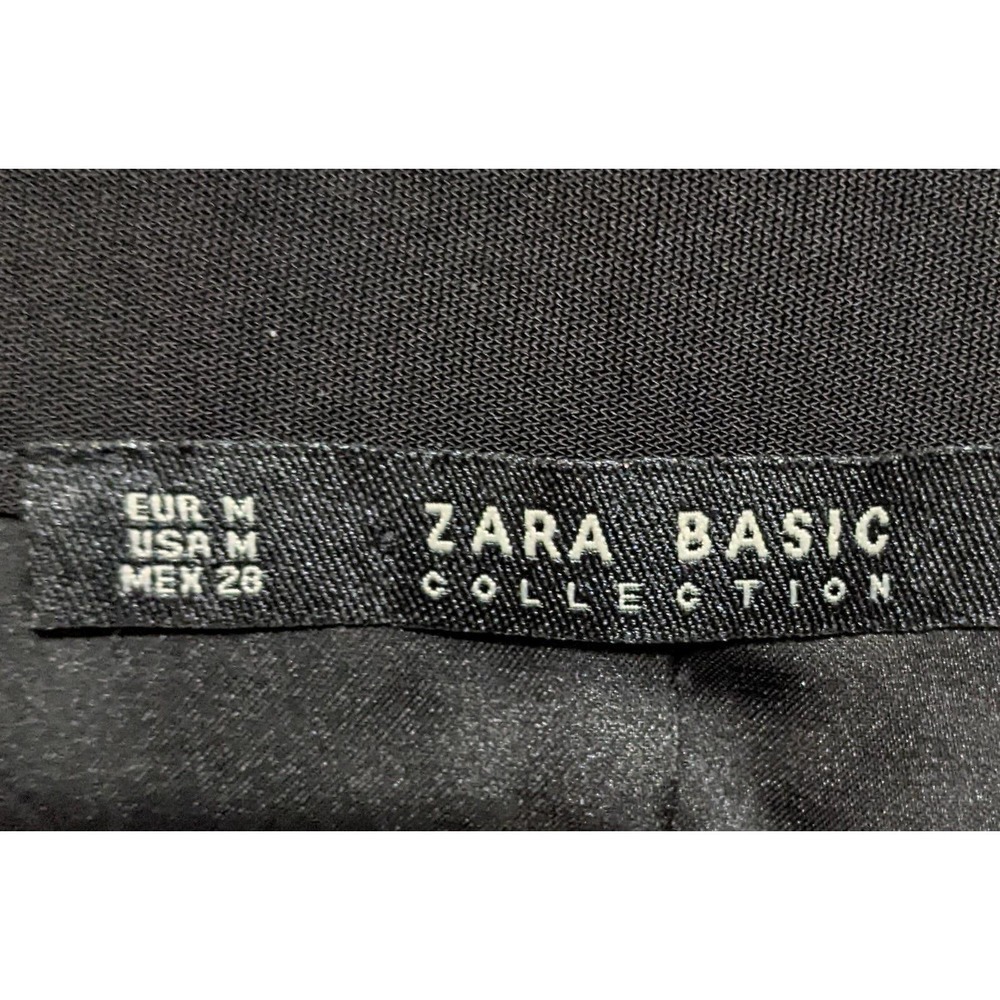 EUR M
USA M
MEX 28
ZARA BASIC
COLLECTION